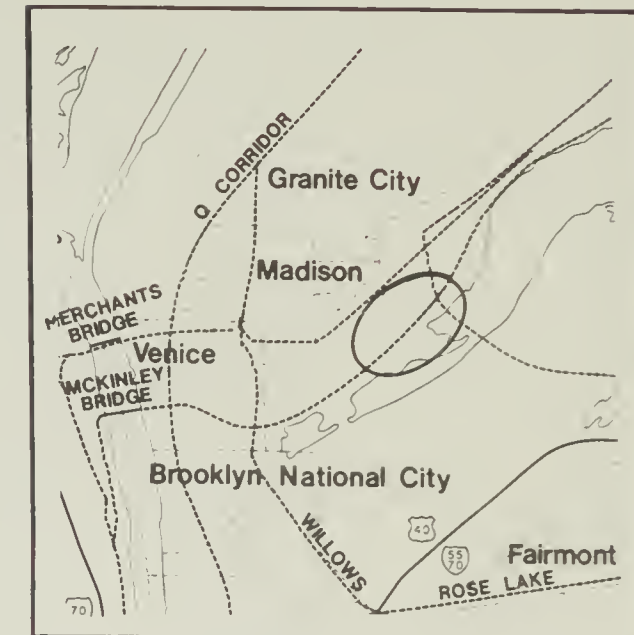 Q CORRIDOR
Granite City
Madison
MERCHANTS
BRIDGE
Venice
MCKINLEY
BRIDGE
Brooklyn National City
WILLOWS
40
55
70
Fairmont
ROSE LAKE
70